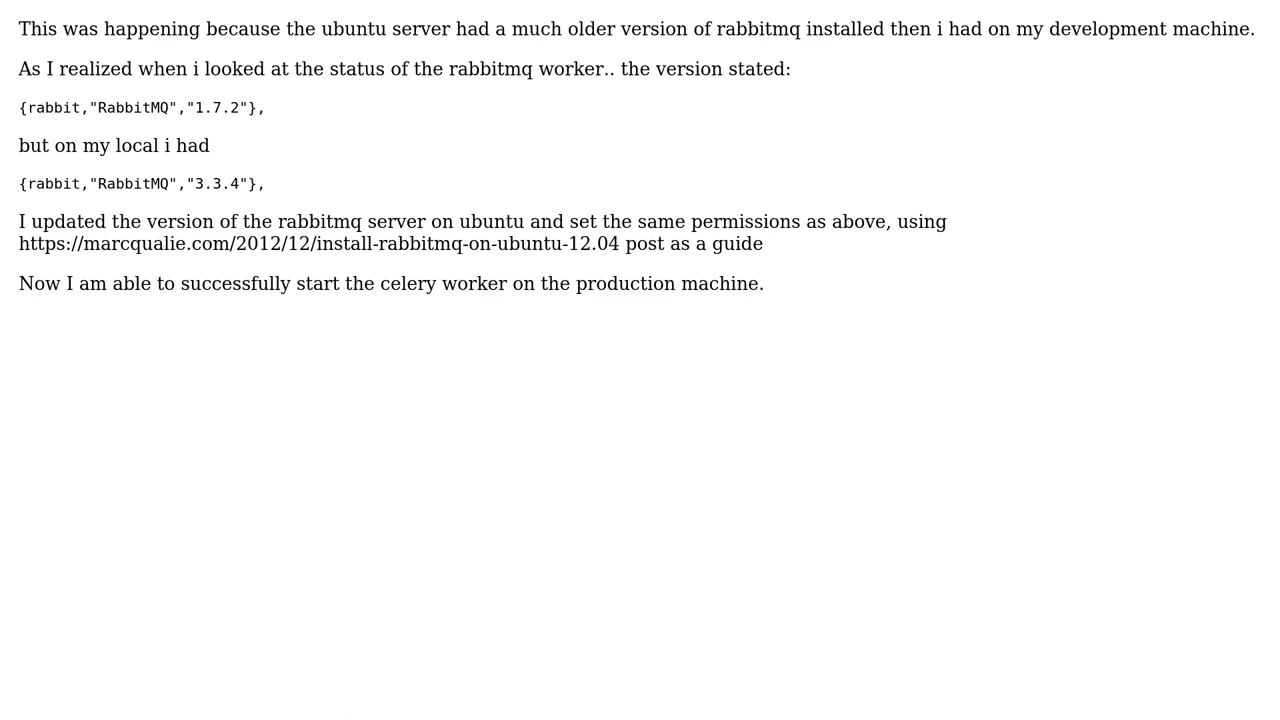 This was happening because the ubuntu server had a much older version of rabbitmq installed then i had on my development machine.
As I realized when i looked at the status of the rabbitmq worker.. the version stated:
{rabbit,"RabbitMQ","1.7.2"},
but on my local i had
{rabbit,"RabbitMQ","3.3.4"},
I updated the version of the rabbitmq server on ubuntu and set the same permissions as above, using
https://marcqualie.com/2012/12/install-rabbitmq-on-ubuntu-12.04 post as a guide
Now I am able to successfully start the celery worker on the production machine.